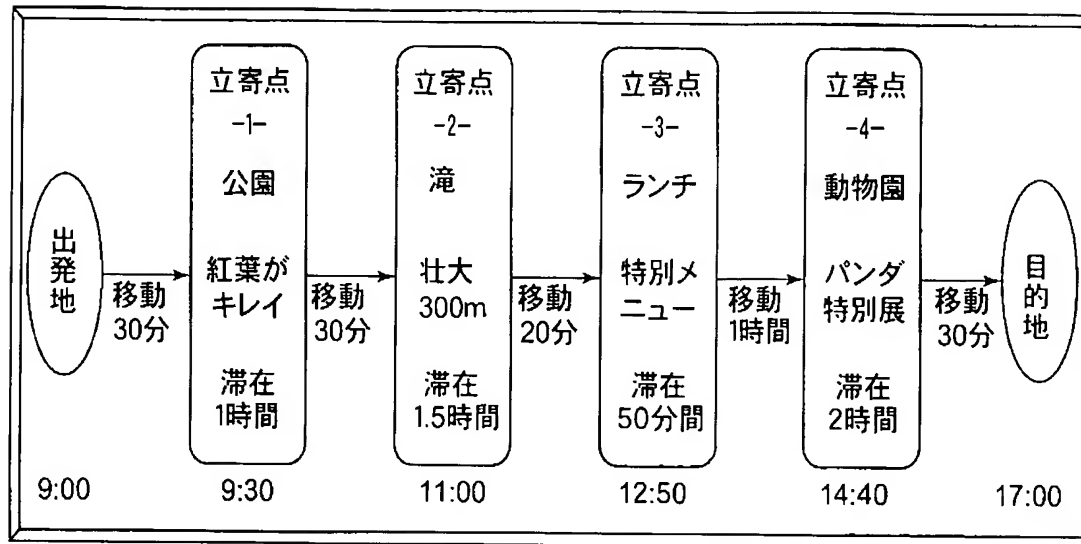 出発地
移動
30分
立寄点
-1-
公園
紅葉が
キレイ
滞在
1時間
移動
30分
立寄点
-2-
滝
壮大
300m
滞在
1.5時間
移動
20分
立寄点
-3-
ランチ
特別メ
ニュー
滞在
50分間
移動
1時間
立寄点
-4-
動物園
パンダ
特別展
滞在
2時間
移動
30分
目的地
9:00
9:30
11:00
12:50
14:40
17:00